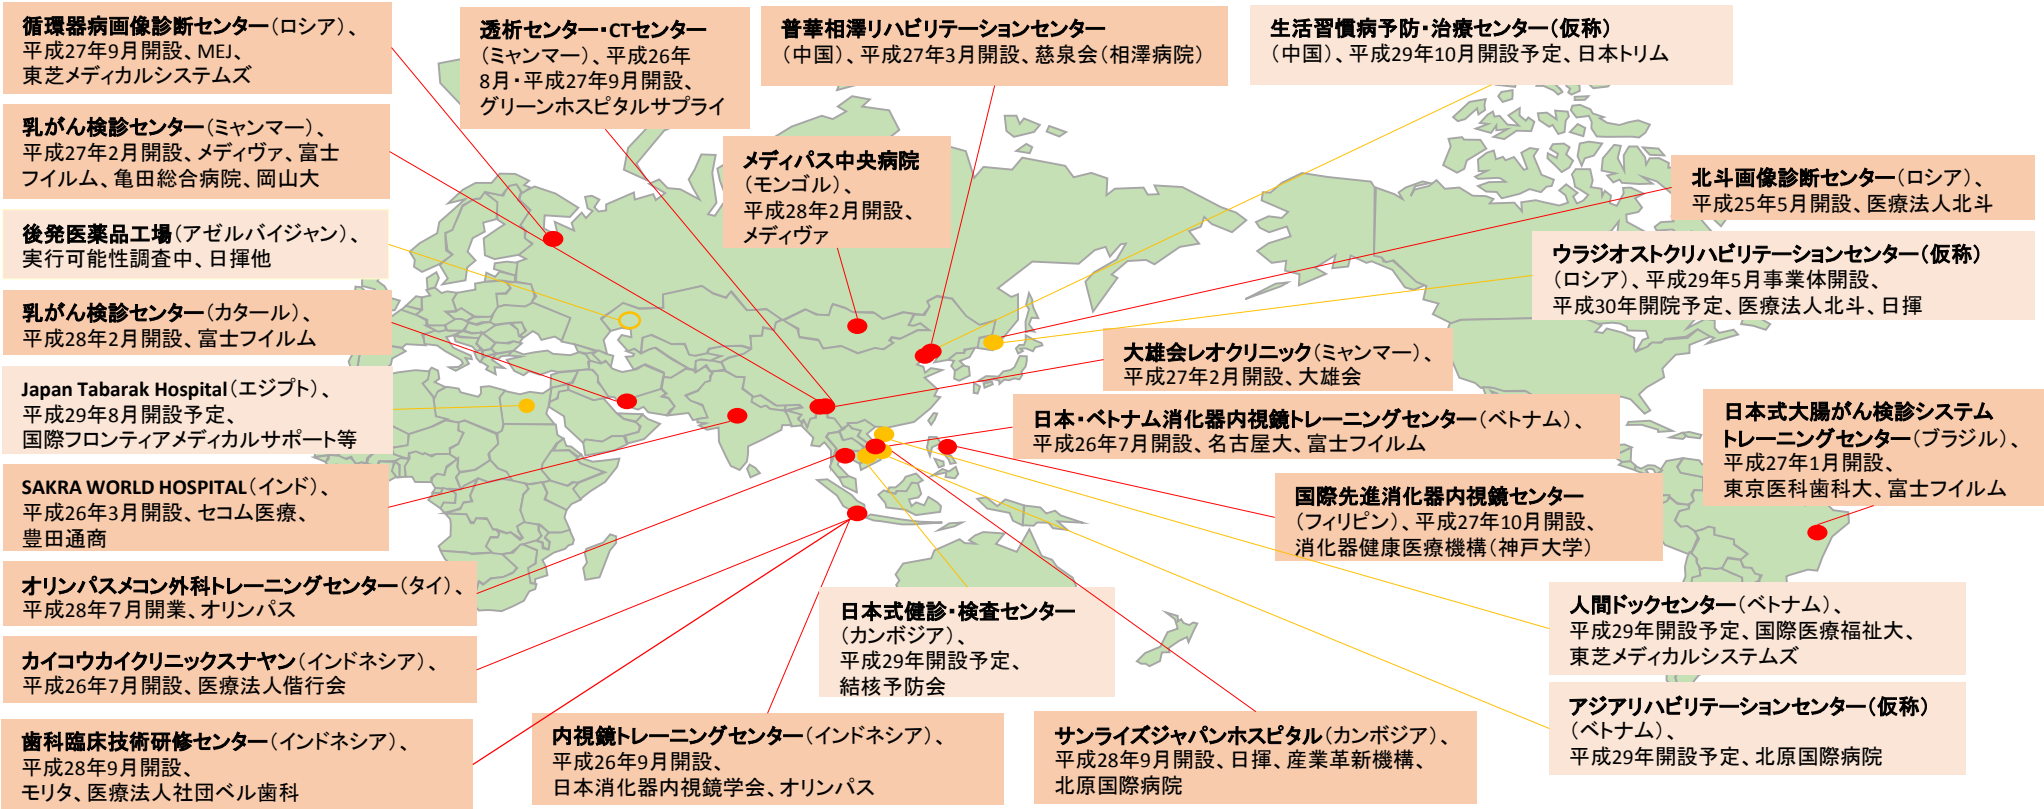 循環器病画像診断センター（ロシア）、
平成27年9月開設、MEJ、
東芝メディカルシステムズ
透析センター・CTセンター
（ミャンマー）、平成26年
8月・平成27年9月開設、
グリーンホスピタルサプライ
普華相澤リハビリテーションセンター
（中国）、平成27年3月開設、慈泉会（相澤病院）
生活習慣病予防・治療センター（仮称）
（中国）、平成29年10月開設予定、日本トリム
乳がん検診センター（ミャンマー）、
平成27年2月開設、メディヴァ、富士
フイルム、亀田総合病院、岡山大
メディパス中央病院
（モンゴル）、
平成28年2月開設、
メディヴァ
北斗画像診断センター（ロシア）、
平成25年5月開設、医療法人北斗
後発医薬品工場（アゼルバイジャン）、
実行可能性調査中、日揮他
ウラジオストクリハビリテーションセンター（仮称）
（ロシア）、平成29年5月事業体開設、
平成30年開院予定、医療法人北斗、日揮
乳がん検診センター（カタール）、
平成28年2月開設、富士フイルム
大雄会レオクリニック（ミャンマー）、
平成27年2月開設、大雄会
Japan Tabarak Hospital（エジプト）、
平成29年8月開設予定、
国際フロンティアメディカルサポート等
日本・ベトナム消化器内視鏡トレーニングセンター（ベトナム）、
平成26年7月開設、名古屋大、富士フイルム
日本式大腸がん検診システム
トレーニングセンター（ブラジル）、
平成27年1月開設、
東京医科歯科大、富士フイルム
SAKRA WORLD HOSPITAL（インド）、
平成26年3月開設、セコム医療、
豊田通商
国際先進消化器内視鏡センター
（フィリピン）、平成27年10月開設、
消化器健康医療機構（神戸大学）
オリンパスメコン外科トレーニングセンター（タイ）、
平成28年7月開業、オリンパス
日本式健診・検査センター
（カンボジア）、
平成29年開設予定、
結核予防会
人間ドックセンター（ベトナム）、
平成29年開設予定、国際医療福祉大、
東芝メディカルシステムズ
カイコウカイクリニックスナヤン（インドネシア）、
平成26年7月開設、医療法人偕行会
アジアリハビリテーションセンター（仮称）
（ベトナム）、
平成29年開設予定、北原国際病院
歯科臨床技術研修センター（インドネシア）、
平成28年9月開設、
モリタ、医療法人社団ベル歯科
内視鏡トレーニングセンター（インドネシア）、
平成26年9月開設、
日本消化器内視鏡学会、オリンパス
サンライズジャパンホスピタル（カンボジア）、
平成28年9月開設、日揮、産業革新機構、
北原国際病院